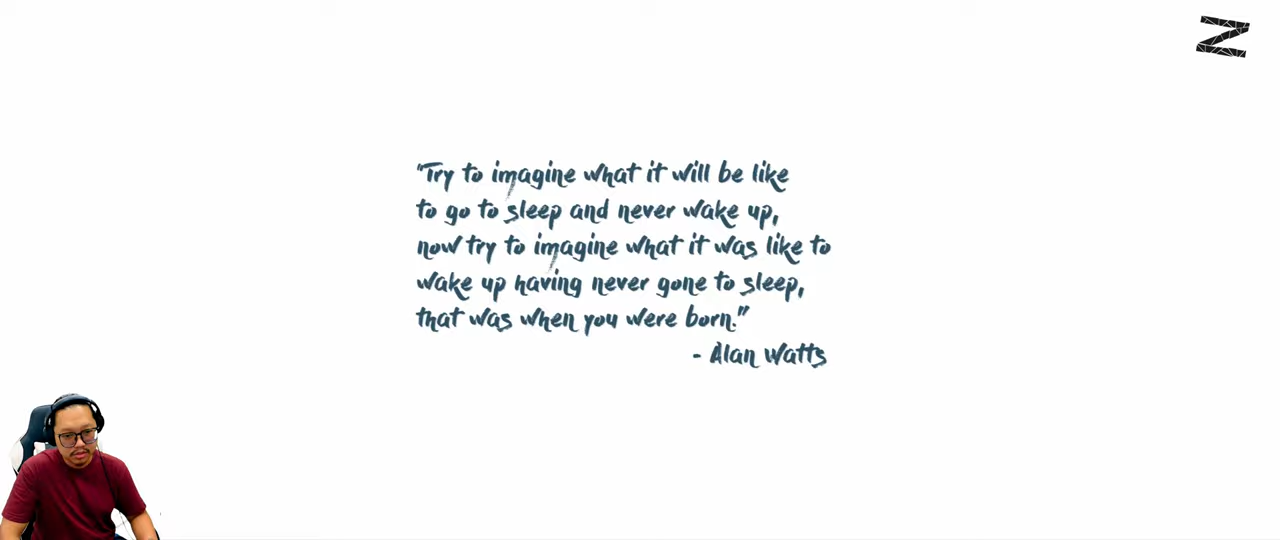 Z
"Try to imagine what it will be like
to go to sleep and never wake up,
now try to imagine what it was like to
wake up having never gone to sleep,
that was when you were born."
- Alan Watts